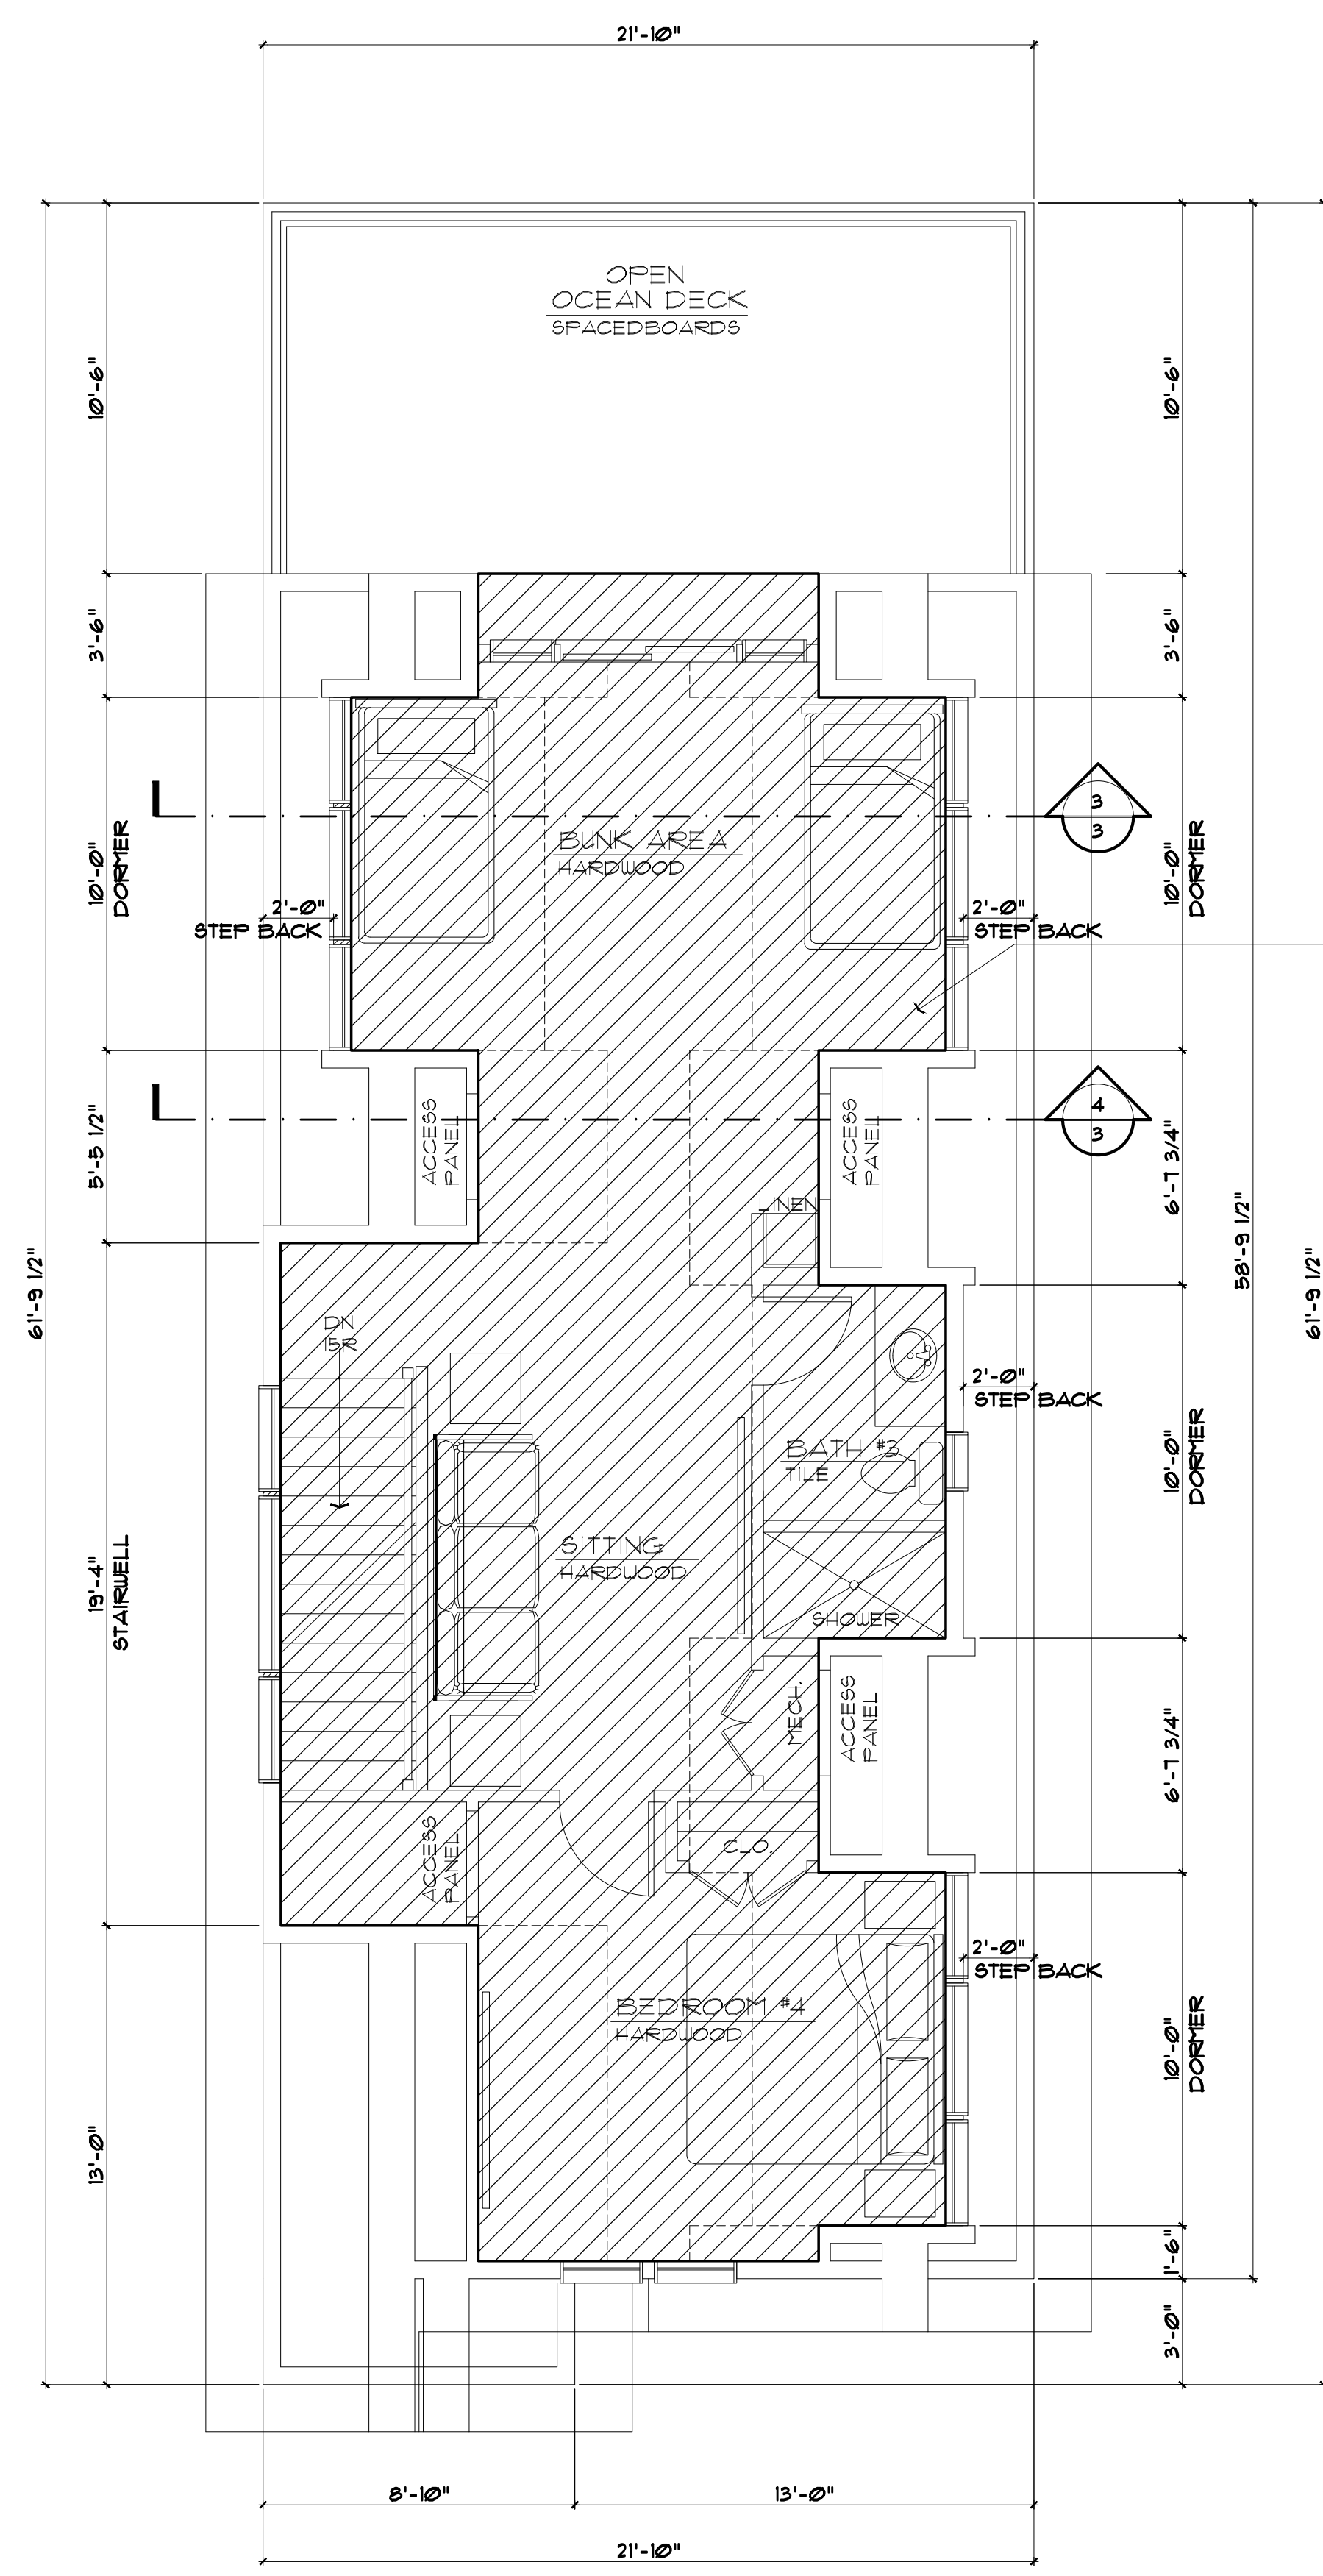 21'-10"
OPEN
OCEAN DECK
SPACEDBOARDS
10'-6"
10'-6"
3'-6"
3'-6"
BUNK AREA
HARDWOOD
10'-0"
DORMER
3
3
10'-0"
DORMER
2'-0"
STEP BACK
2'-0"
STEP BACK
ACCESS
PANEL
ACCESS
PANEL
4
3
5'-5 1/2"
6'-7 3/4"
LINEN
61'-9 1/2"
58'-9 1/2"
61'-9 1/2"
DN
15R
2'-0"
STEP BACK
BATH #3
TILE
10'-0"
DORMER
SITTING
HARDWOOD
19'-4"
STAIRWELL
SHOWER
MECH.
ACCESS
PANEL
6'-7 3/4"
ACCESS
PANEL
CLO.
2'-0"
STEP BACK
BEDROOM #4
HARDWOOD
10'-0"
DORMER
13'-0"
1'-6"
3'-0"
8'-10"
13'-0"
21'-10"